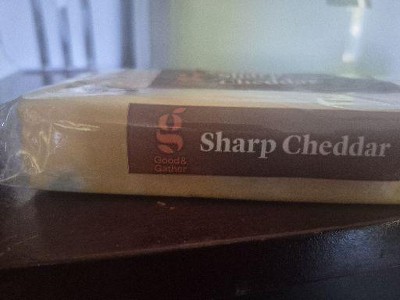 g
Good&
Gather
Sharp Cheddar